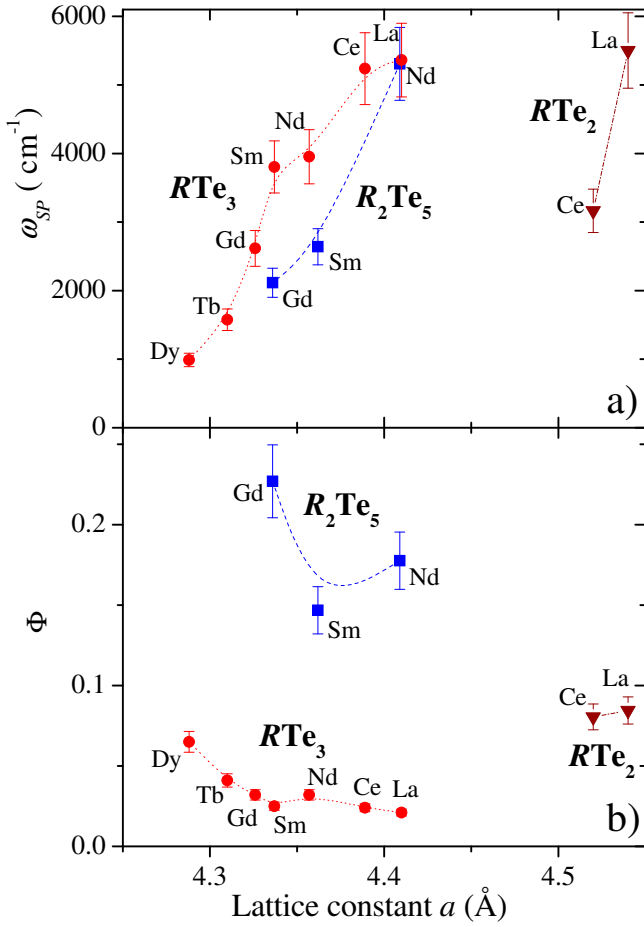 6000
4000
2000
0
ω_SP ( cm⁻¹)
La
Ce
Nd
Nd
Sm
RTe₃
Gd
Tb
Dy
R₂Te₅
Sm
Gd
La
RTe₂
Ce
a)
0.2
0.1
0.0
Φ
Gd
R₂Te₅
Nd
Sm
Dy
RTe₃
Tb
Gd
Sm
Nd
Ce
La
Ce
La
RTe₂
b)
4.3
4.4
4.5
Lattice constant a (Å)